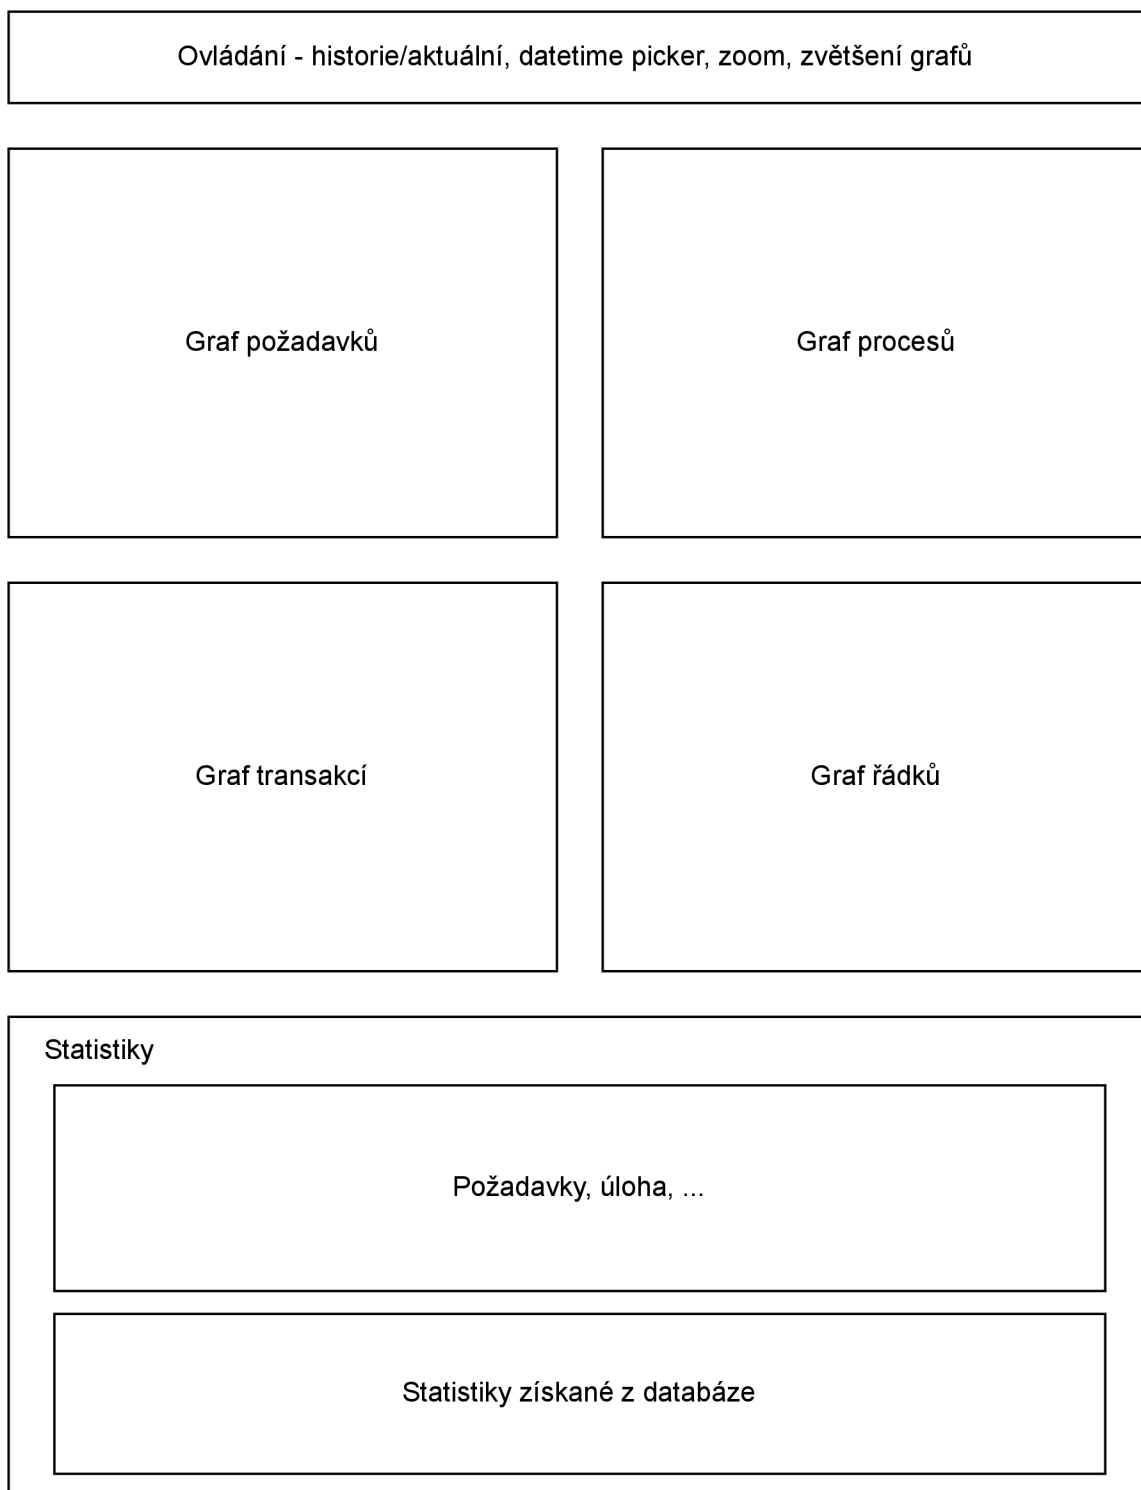 Ovládání - historie/aktuální, datetime picker, zoom, zvětšení grafů
Graf požadavků
Graf procesů
Graf transakcí
Graf řádků
Statistiky
Požadavky, úloha, ...
Statistiky získané z databáze